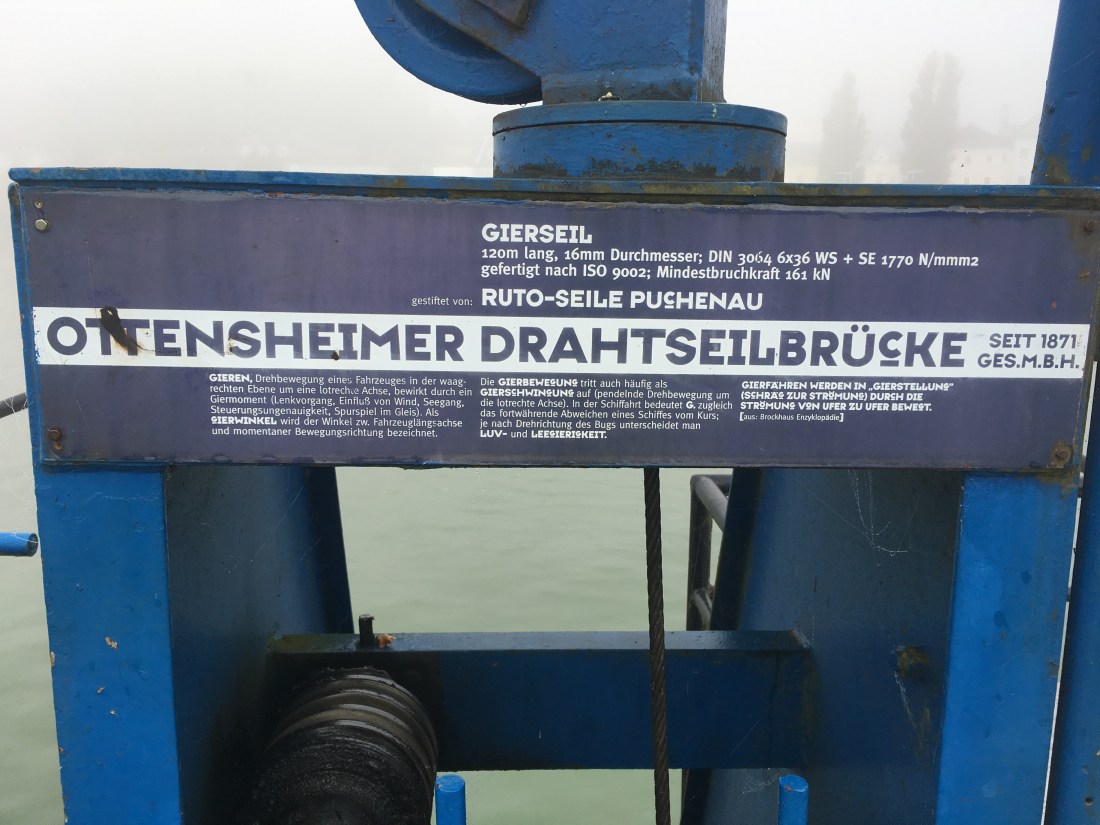 GIERSEIL
120m lang, 16mm Durchmesser; DIN 3064 6x36 WS + SE 1770 N/mmm2
gefertigt nach ISO 9002; Mindestbruchkraft 161 kN
gestiftet von: RUTO-SEILE PUCHENAU
OTTENSHEIMER DRAHTSEILBRÜCKE SEIT 1871
GES.M.B.H.
GIEREN, Drehbewegung eines Fahrzeuges in der waag-
rechten Ebene um eine lotrechte Achse, bewirkt durch ein
Giermoment (Lenkvorgang, Einfluß von Wind, Seegang,
Steuerungsungenauigkeit, Spurspiel im Gleis). Als
GIERWINKEL wird der Winkel zw. Fahrzeuglängsachse
und momentaner Bewegungsrichtung bezeichnet.
Die GIERBEWEGUNG tritt auch häufig als
GIERSCHWINGUNG auf (pendelnde Drehbewegung um
die lotrechte Achse). In der Schiffahrt bedeutet G. zugleich
das fortwährende Abweichen eines Schiffes vom Kurs;
je nach Drehrichtung des Bugs unterscheidet man
LUV- und LEEGIERIGKEIT.
GIERFÄHREN WERDEN IN „GIERSTELLUNG"
(SCHRÄG ZUR STRÖMUNG) DURCH DIE
STRÖMUNG VON UFER ZU UFER BEWEGT.
[aus: Brockhaus Enzyklopädie]